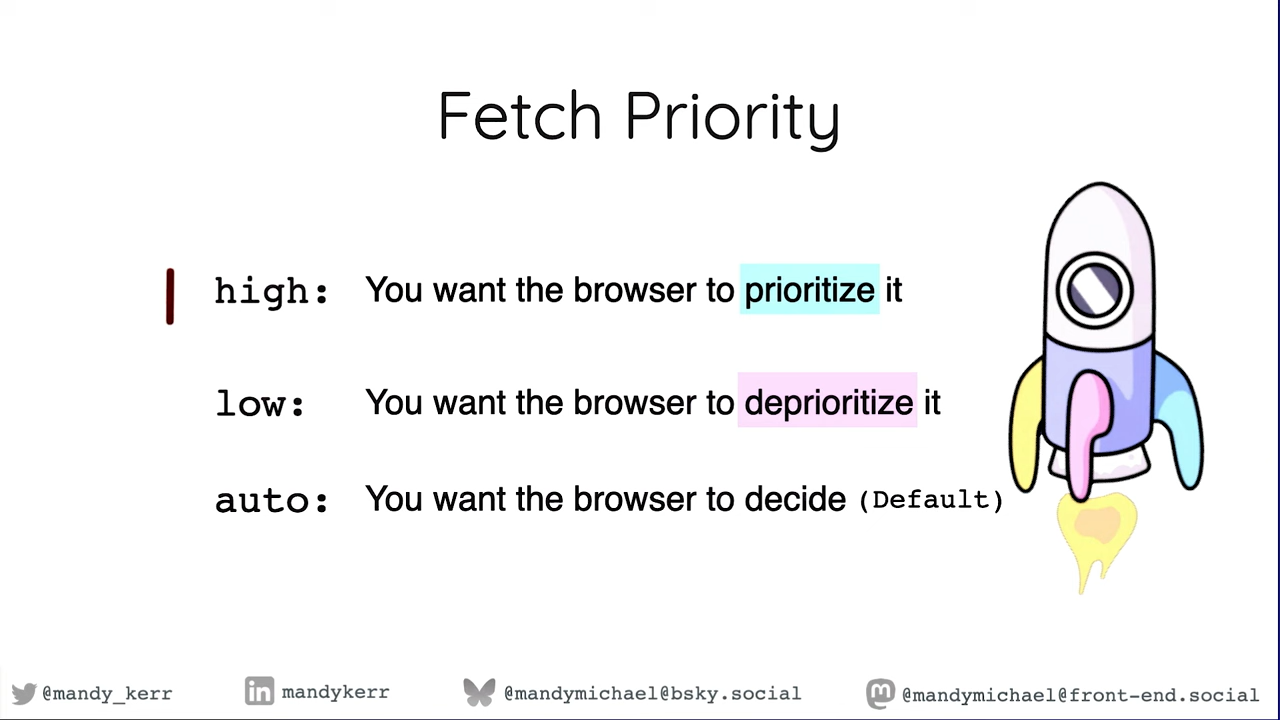 Fetch Priority
high: You want the browser to prioritize it
low: You want the browser to deprioritize it
auto: You want the browser to decide (Default)
@mandy_kerr mandykerr @mandymichael@bsky.social @mandymichael@front-end.social